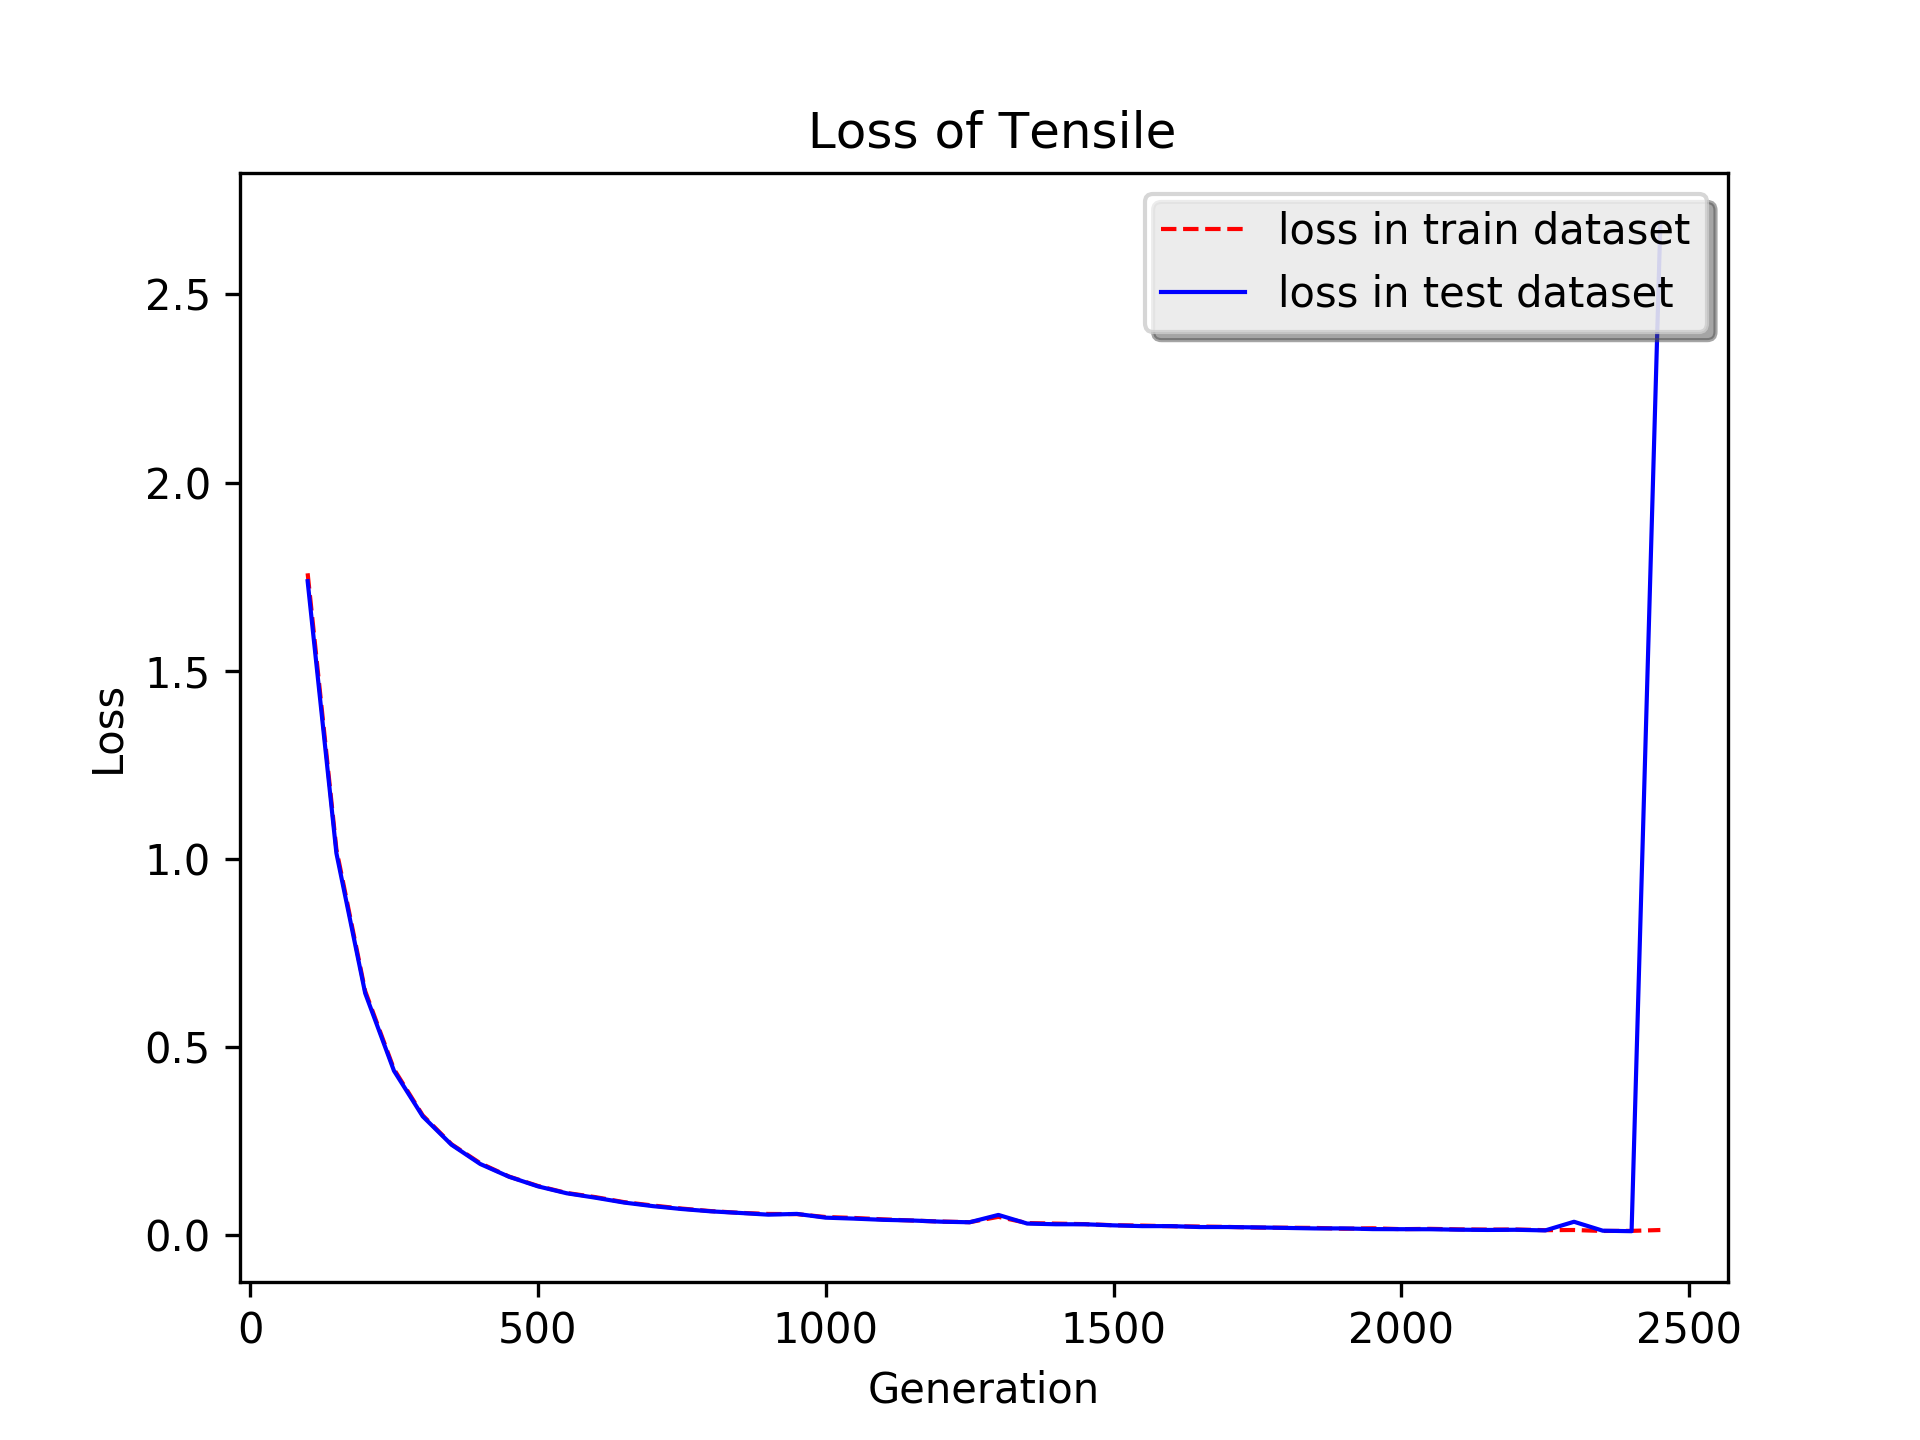 Loss of Tensile
loss in train dataset
loss in test dataset
2.5
2.0
1.5
1.0
0.5
0.0
Loss
0 500 1000 1500 2000 2500
Generation